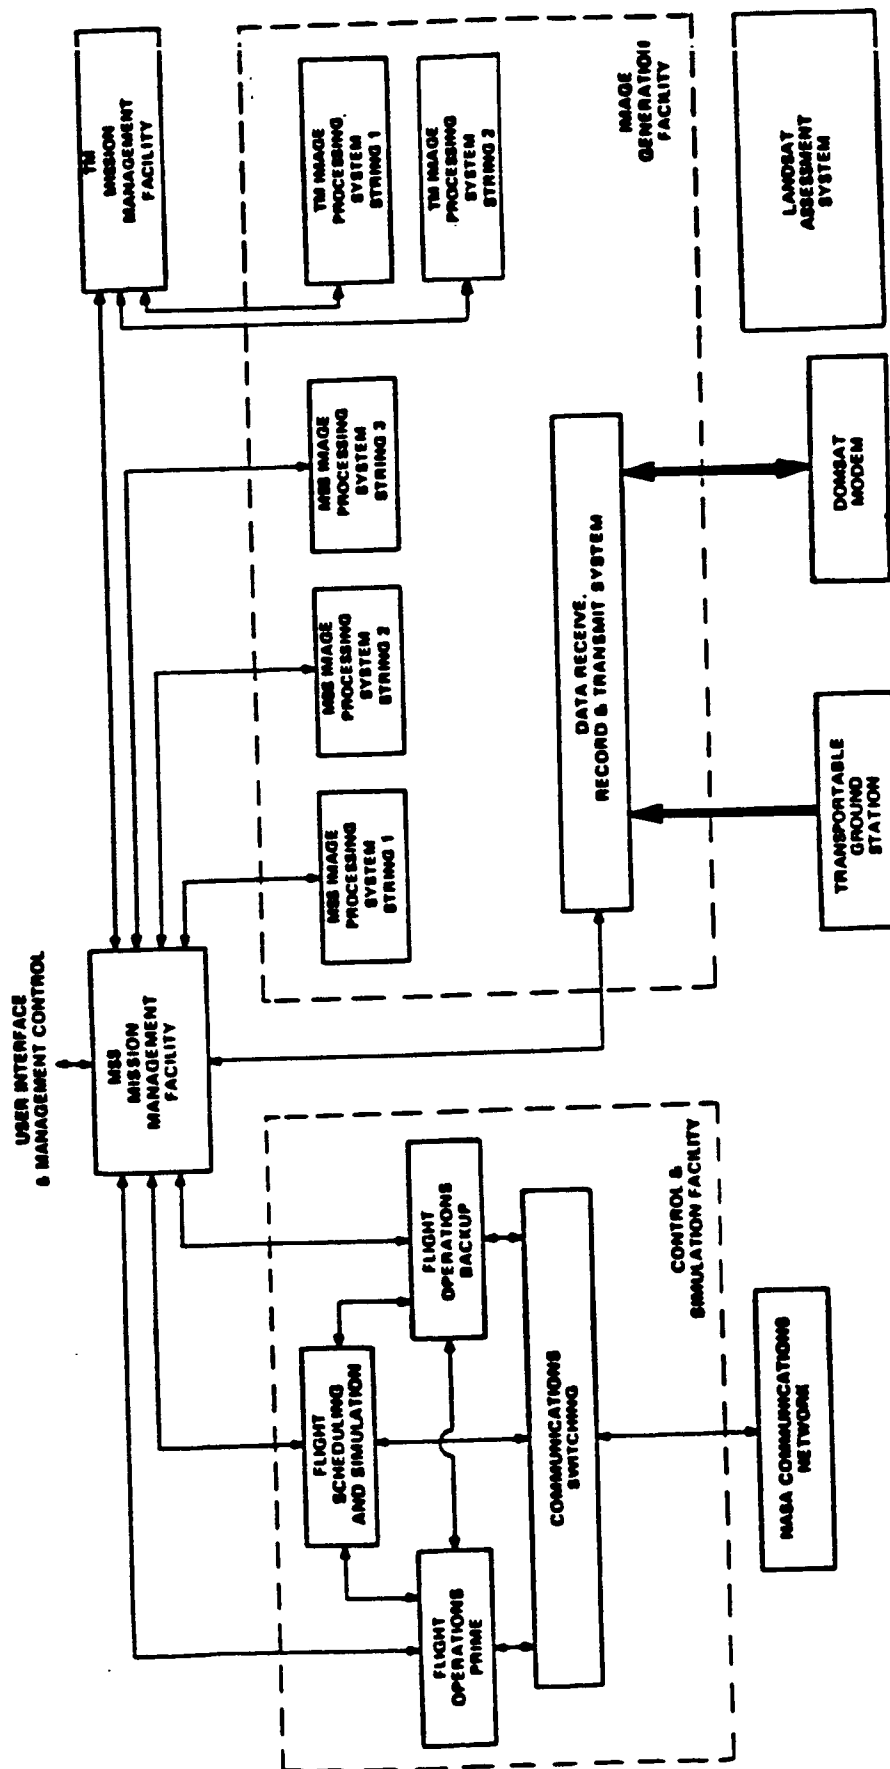 USER INTERFACE
& MANAGEMENT CONTROL
MSS
MISSION
MANAGEMENT
FACILITY
TM
MISSION
MANAGEMENT
FACILITY
FLIGHT
SCHEDULING
AND SIMULATION
FLIGHT
OPERATIONS
PRIME
FLIGHT
OPERATIONS
BACKUP
COMMUNICATIONS
SWITCHING
CONTROL &
SIMULATION FACILITY
NASA COMMUNICATIONS
NETWORK
MSS IMAGE
PROCESSING
SYSTEM
STRING 1
MSS IMAGE
PROCESSING
SYSTEM
STRING 2
MSS IMAGE
PROCESSING
SYSTEM
STRING 3
TM IMAGE
PROCESSING
SYSTEM
STRING 1
TM IMAGE
PROCESSING
SYSTEM
STRING 2
DATA RECEIVE,
RECORD & TRANSMIT SYSTEM
IMAGE
GENERATION
FACILITY
TRANSPORTABLE
GROUND
STATION
DOMSAT
MODEM
LANDSAT
ASSESSMENT
SYSTEM